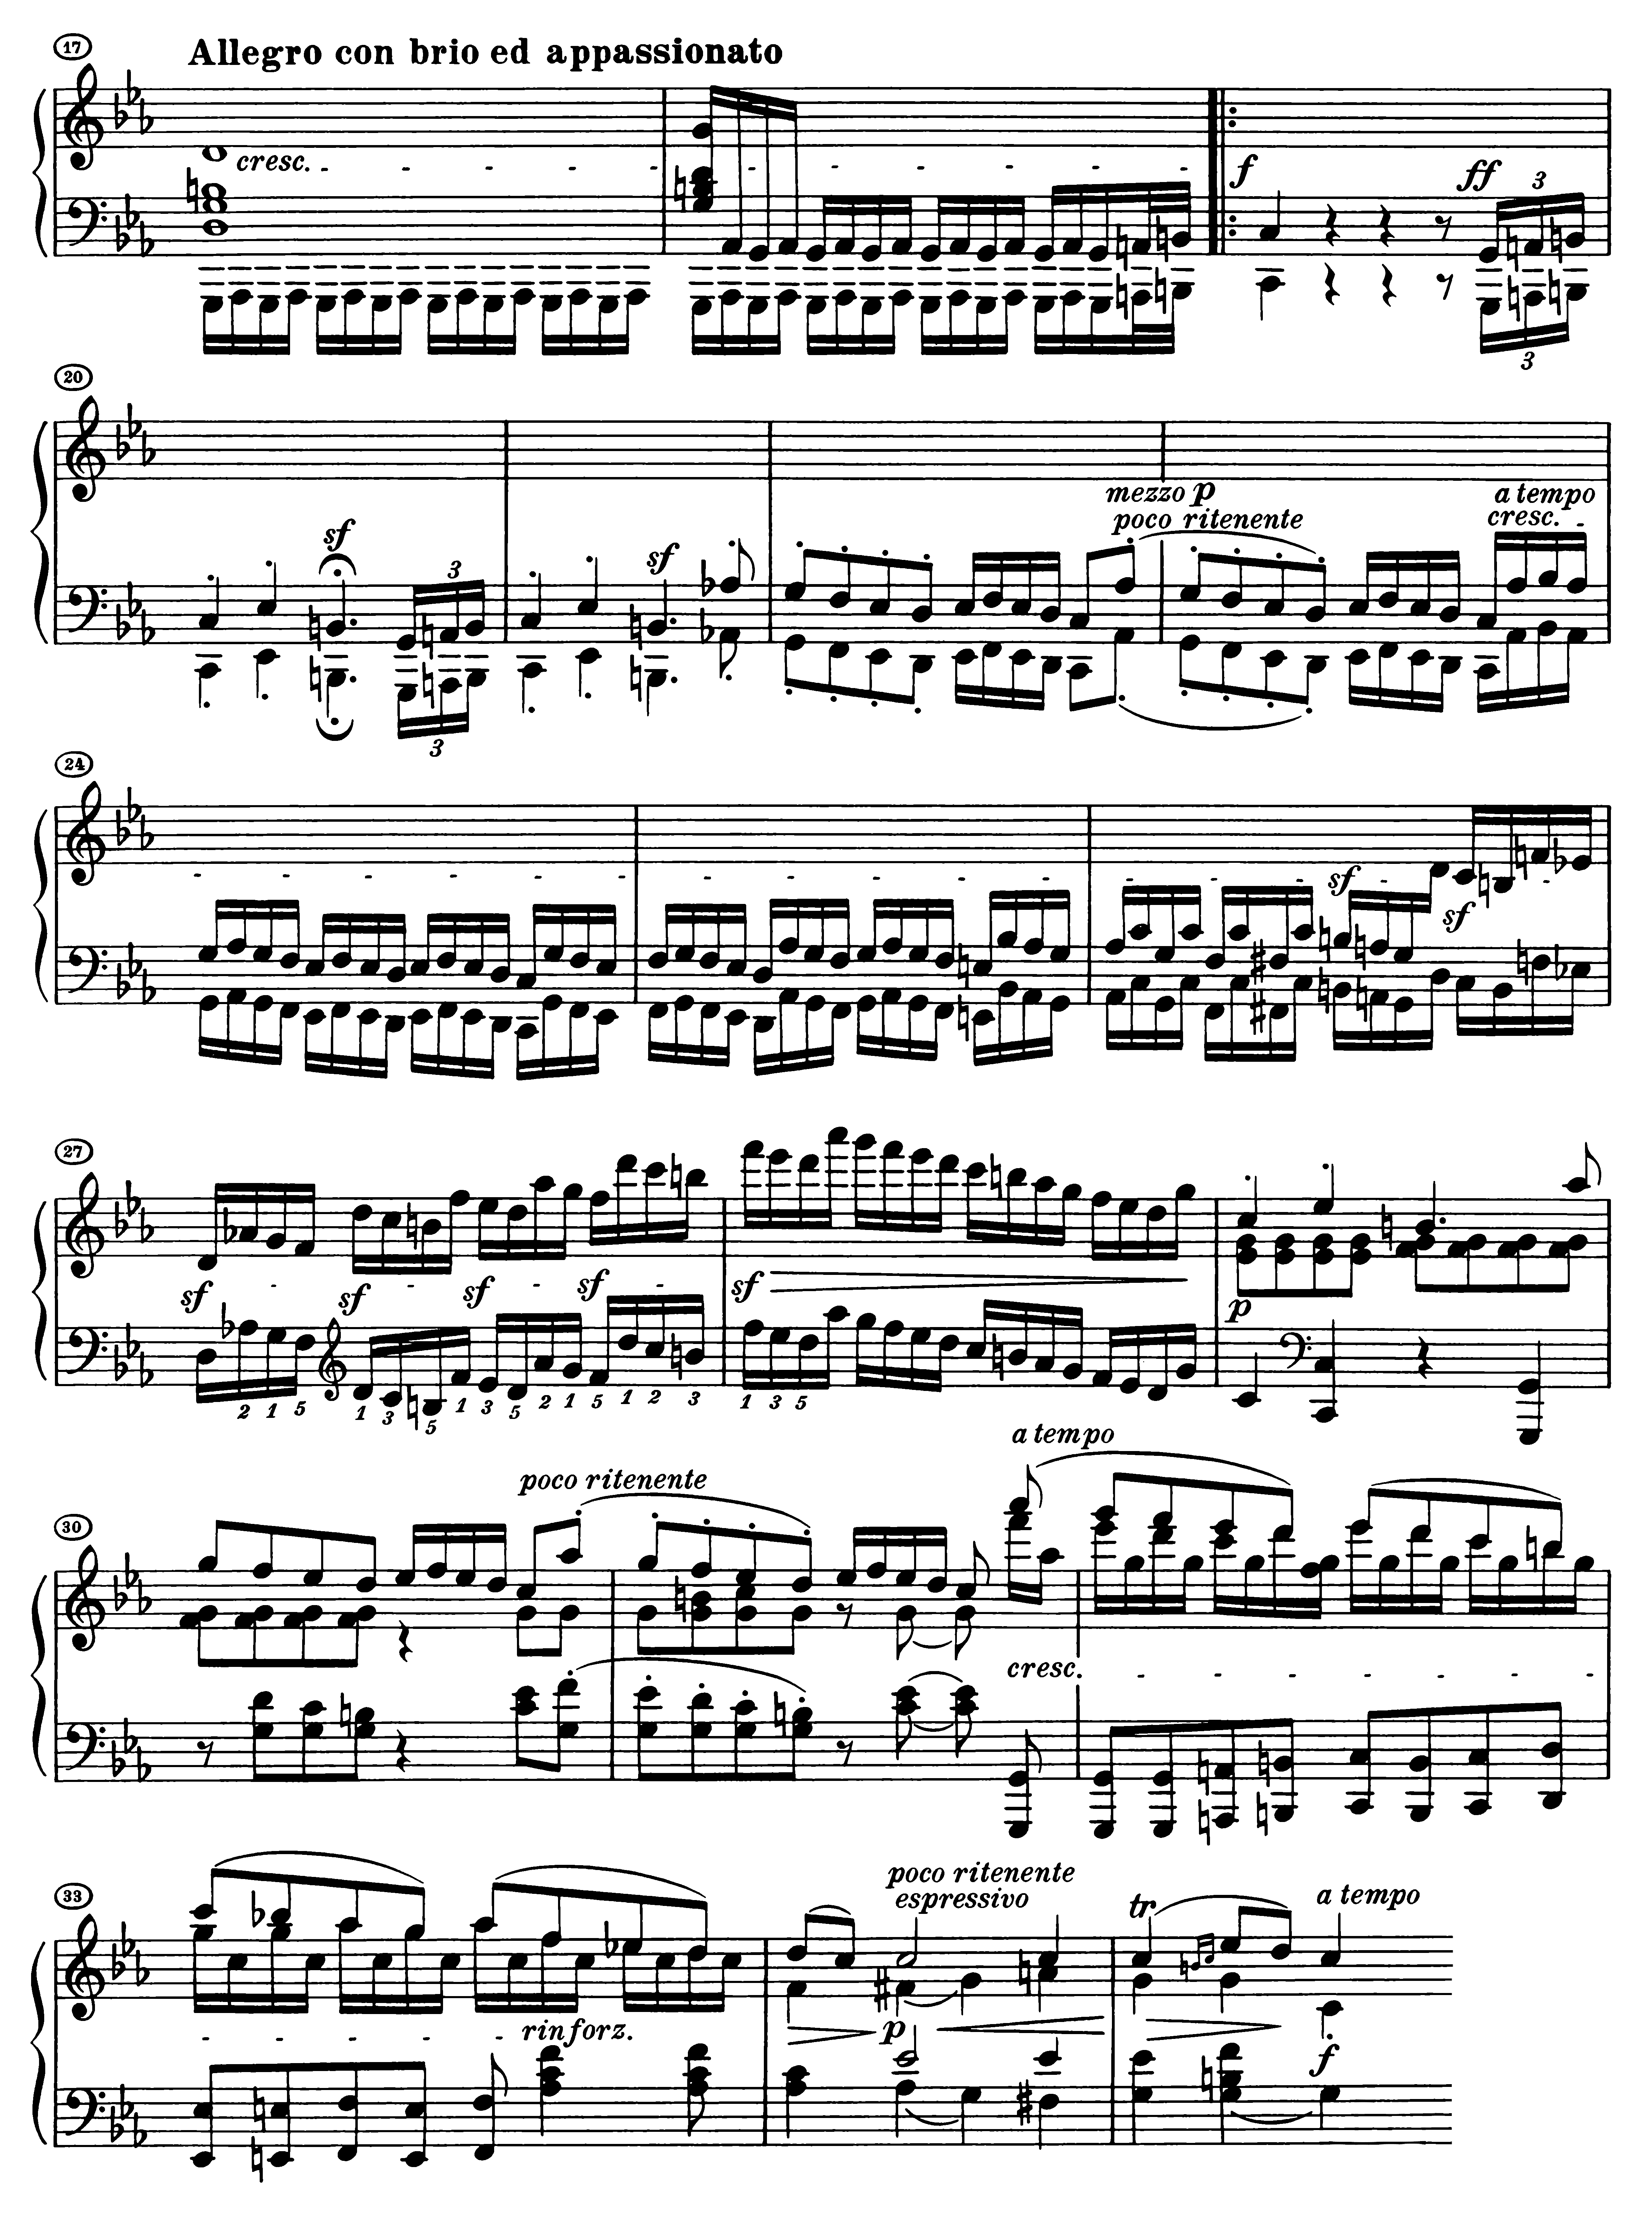 17
Allegro con brio ed appassionato
cresc.
f
ff
3
3
20
sf
3
3
sf
mezzo p
poco ritenente
a tempo
cresc.
24
sf
sf
27
sf
sf
sf
sf
sf
p
2 1 5 1 3 5 1 3 5 2 1 5 1 2 3 1 3 5
30
poco ritenente
a tempo
cresc.
33
rinforz.
poco ritenente
espressivo
p
tr
a tempo
f